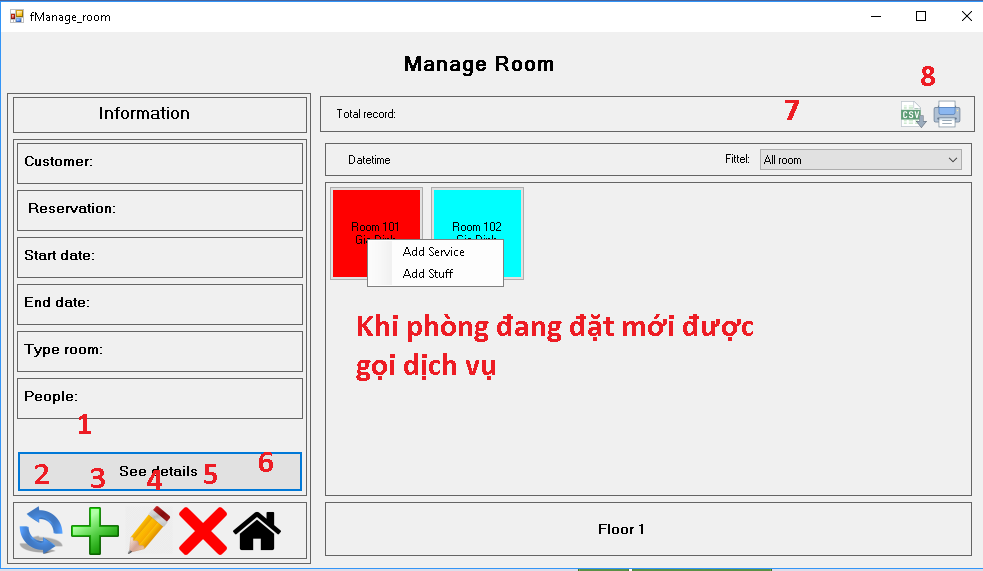 fManage_room
Manage Room
8
Information
Total record:
7
CSV
Customer:
Datetime
Fittel:
All room
Reservation:
Room 101
Gia Dinh
Room 102
Gia Dinh
Start date:
Add Service
Add Stuff
End date:
Khi phòng đang đặt mới được
gọi dịch vụ
Type room:
People:
1
See details
2
3
4
5
6
Floor 1